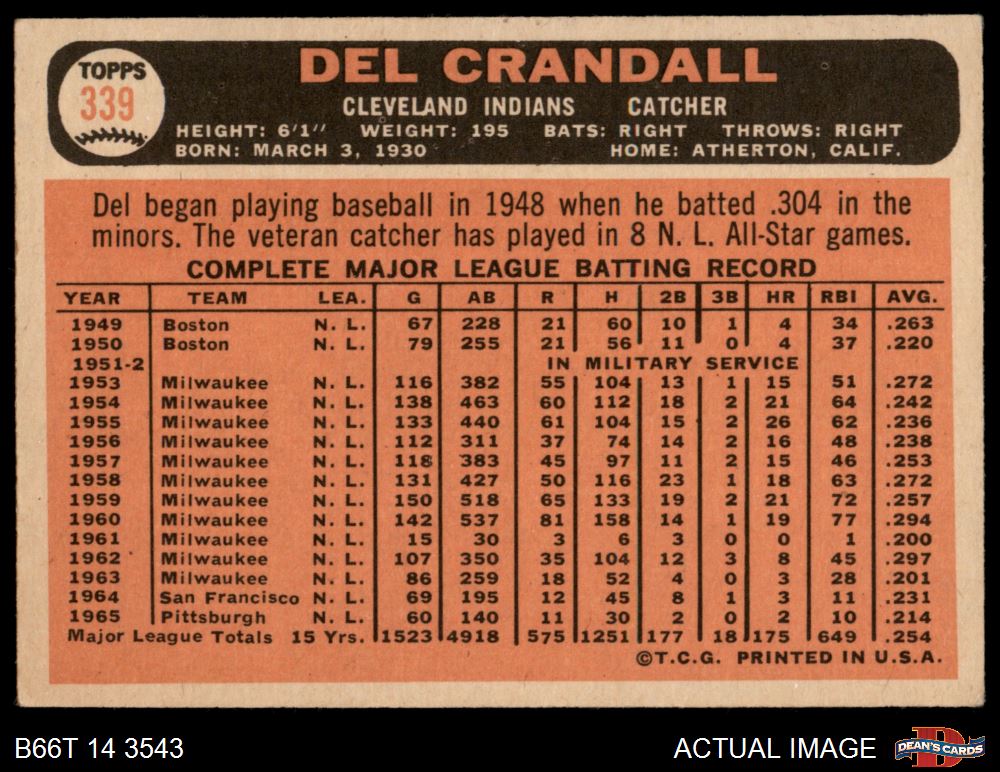 TOPPS
339
DEL CRANDALL
CLEVELAND INDIANS CATCHER
HEIGHT: 6'1" WEIGHT: 195 BATS: RIGHT THROWS: RIGHT
BORN: MARCH 3, 1930 HOME: ATHERTON, CALIF.
Del began playing baseball in 1948 when he batted .304 in the
minors. The veteran catcher has played in 8 N. L. All-Star games.
COMPLETE MAJOR LEAGUE BATTING RECORD
YEAR TEAM LEA. G AB R H 2B 3B HR RBI AVG.
1949 Boston N. L. 67 228 21 60 10 1 4 34 .263
1950 Boston N. L. 79 255 21 56 11 0 4 37 .220
1951-2 IN MILITARY SERVICE
1953 Milwaukee N. L. 116 382 55 104 13 1 15 51 .272
1954 Milwaukee N. L. 138 463 60 112 18 2 21 64 .242
1955 Milwaukee N. L. 133 440 61 104 15 2 26 62 .236
1956 Milwaukee N. L. 112 311 37 74 14 2 16 48 .238
1957 Milwaukee N. L. 118 383 45 97 11 2 15 46 .253
1958 Milwaukee N. L. 131 427 50 116 23 1 18 63 .272
1959 Milwaukee N. L. 150 518 65 133 19 2 21 72 .257
1960 Milwaukee N. L. 142 537 81 158 14 1 19 77 .294
1961 Milwaukee N. L. 15 30 3 6 3 0 0 1 .200
1962 Milwaukee N. L. 107 350 35 104 12 3 8 45 .297
1963 Milwaukee N. L. 86 259 18 52 4 0 3 28 .201
1964 San Francisco N. L. 69 195 12 45 8 1 3 11 .231
1965 Pittsburgh N. L. 60 140 11 30 2 0 2 10 .214
Major League Totals 15 Yrs. 1523 4918 575 1251 177 18 175 649 .254
©T.C.G. PRINTED IN U.S.A.
B66T 14 3543 ACTUAL IMAGE
DEAN'S CARDS